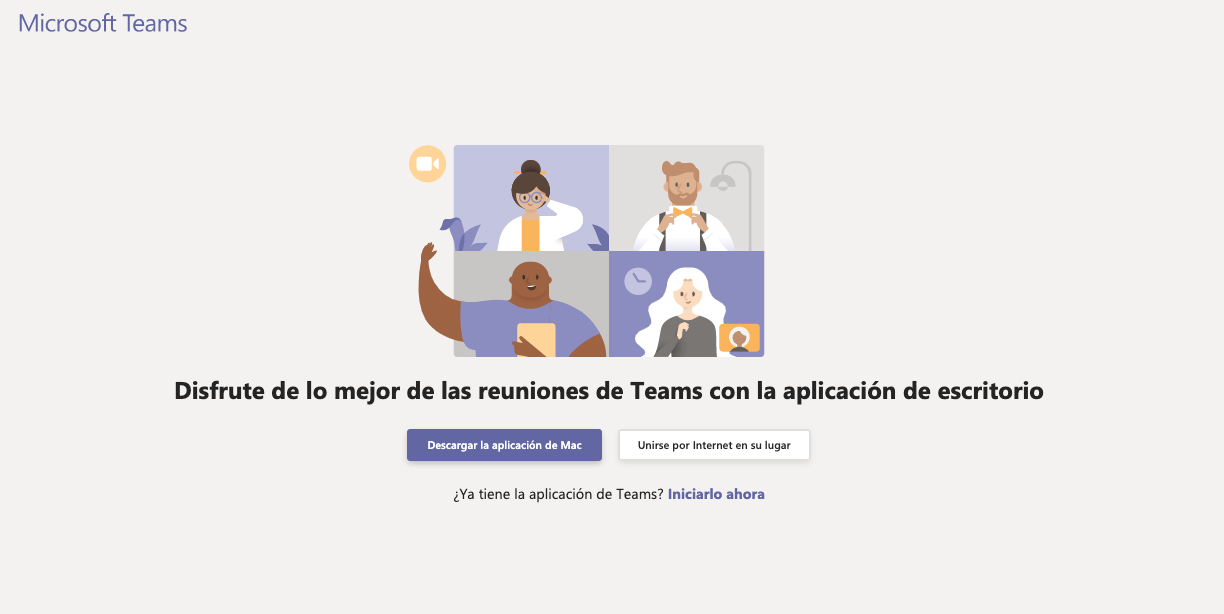 Microsoft Teams
Disfrute de lo mejor de las reuniones de Teams con la aplicación de escritorio
Descargar la aplicación de Mac
Unirse por Internet en su lugar
¿Ya tiene la aplicación de Teams? Iniciarlo ahora